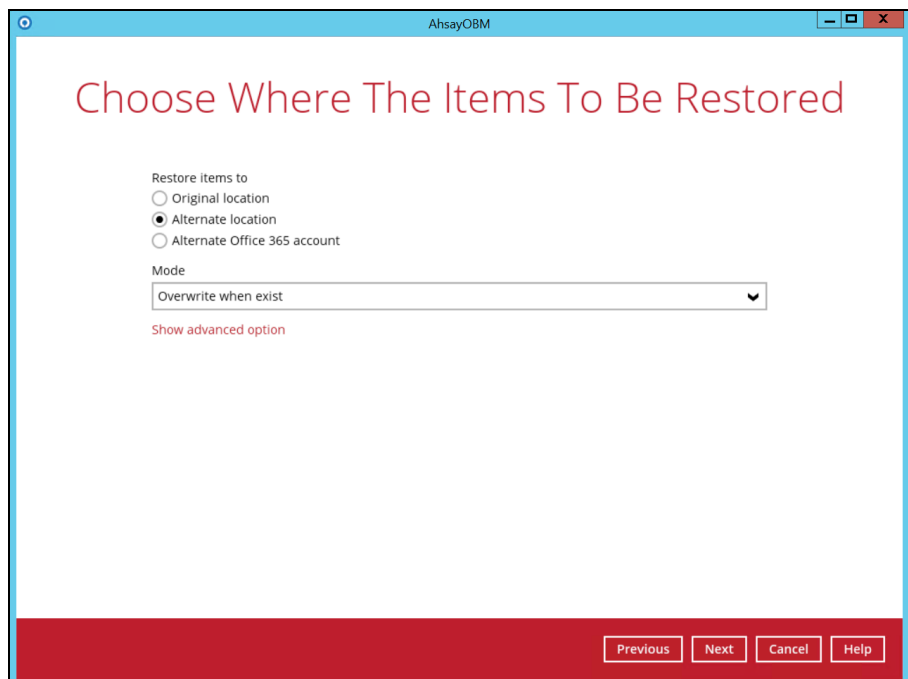 AhsayOBM
Choose Where The Items To Be Restored
Restore items to
Original location
Alternate location
Alternate Office 365 account
Mode
Overwrite when exist
Show advanced option
Previous Next Cancel Help